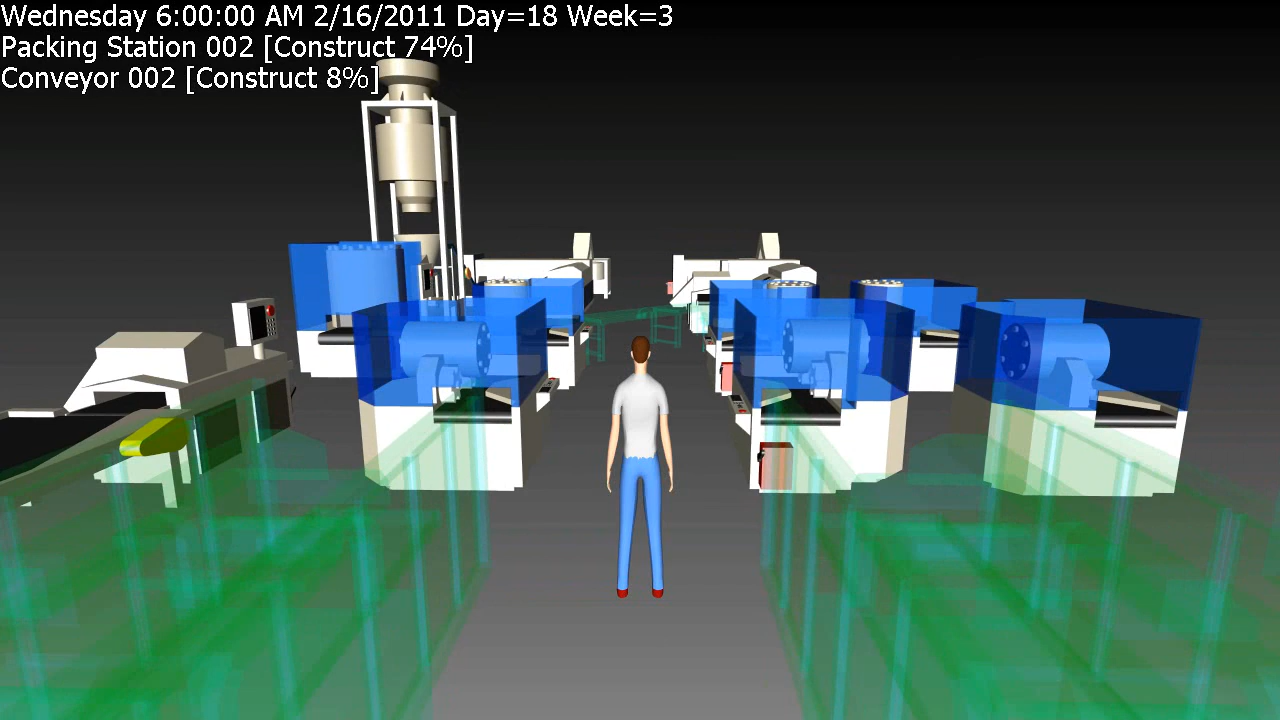 Wednesday 6:00:00 AM 2/16/2011 Day=18 Week=3
Packing Station 002 [Construct 74%]
Conveyor 002 [Construct 8%]